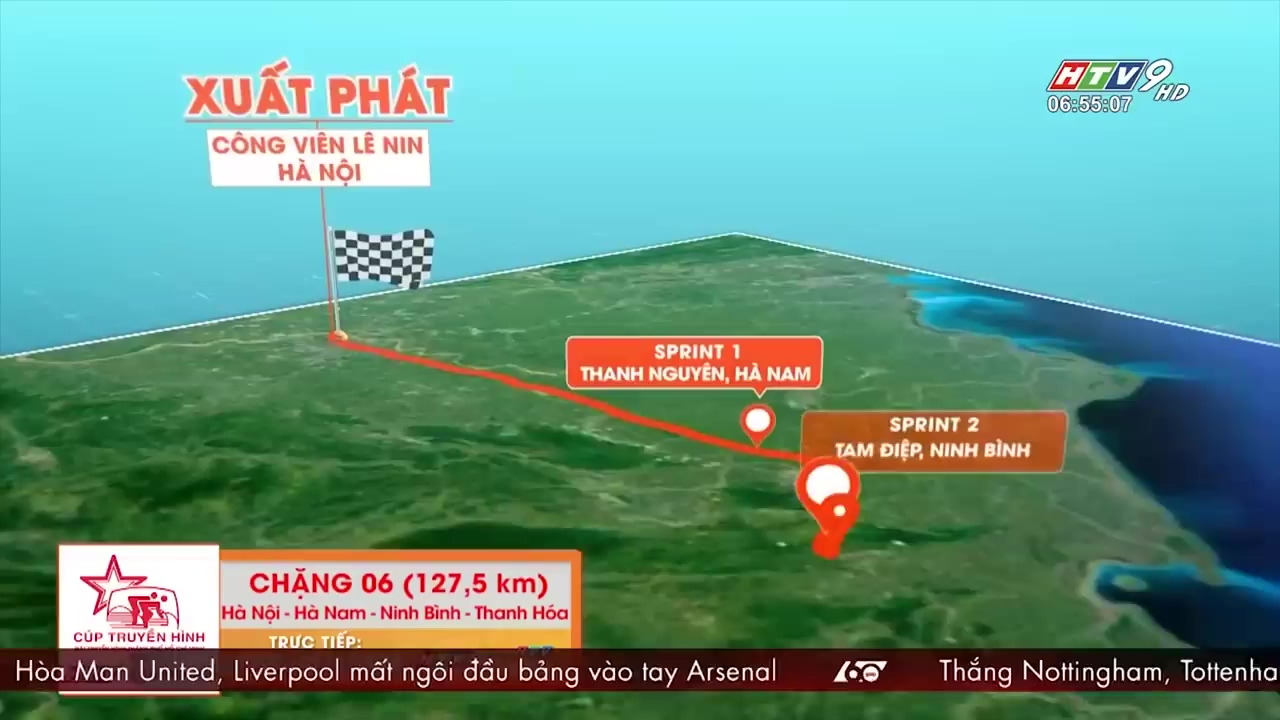 XUẤT PHÁT
CÔNG VIÊN LÊ NIN
HÀ NỘI
HTV9 HD
06:55:07
SPRINT 1
THANH NGUYÊN, HÀ NAM
SPRINT 2
TAM ĐIỆP, NINH BÌNH
CHẶNG 06 (127,5 km)
Hà Nội - Hà Nam - Ninh Bình - Thanh Hóa
CÚP TRUYỀN HÌNH
TRỰC TIẾP:
Hòa Man United, Liverpool mất ngôi đầu bảng vào tay Arsenal
Thắng Nottingham, Tottenha